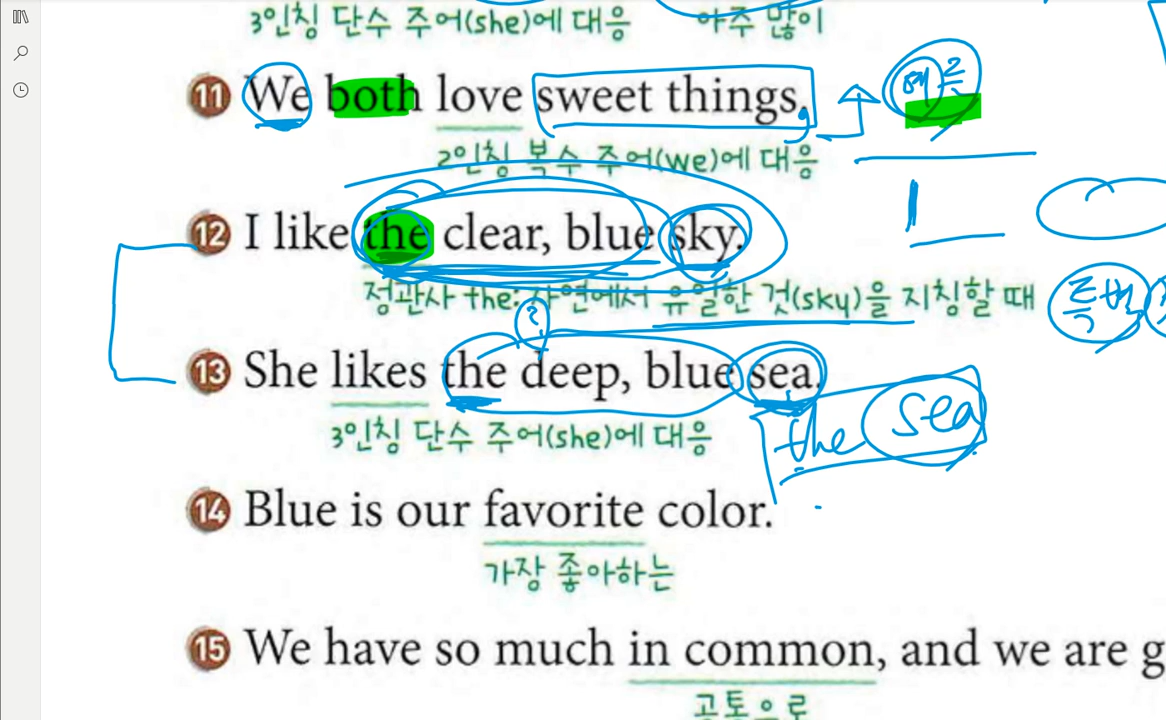 3인칭 단수 주어(she)에 대응 아주 많이
11 We both love sweet things.
2인칭 복수 주어(we)에 대응
12 I like the clear, blue sky.
정관사 the: 자연에서 유일한 것(sky)을 지칭할 때
13 She likes the deep, blue sea.
the sea
3인칭 단수 주어(she)에 대응
14 Blue is our favorite color.
가장 좋아하는
15 We have so much in common, and we are g
공통으로